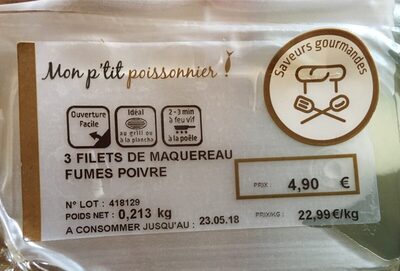 Mon p'tit poissonnier !
Saveurs gourmandes
Ouverture
Facile
Idéal
au grill ou
à la plancha
2 - 3 min
à feu vif
à la poêle
3 FILETS DE MAQUEREAU
FUMES POIVRE
PRIX : 4,90 €
N° LOT : 418129
POIDS NET : 0,213 kg
PRIX/KG : 22,99 €/kg
A CONSOMMER JUSQU'AU : 23.05.18